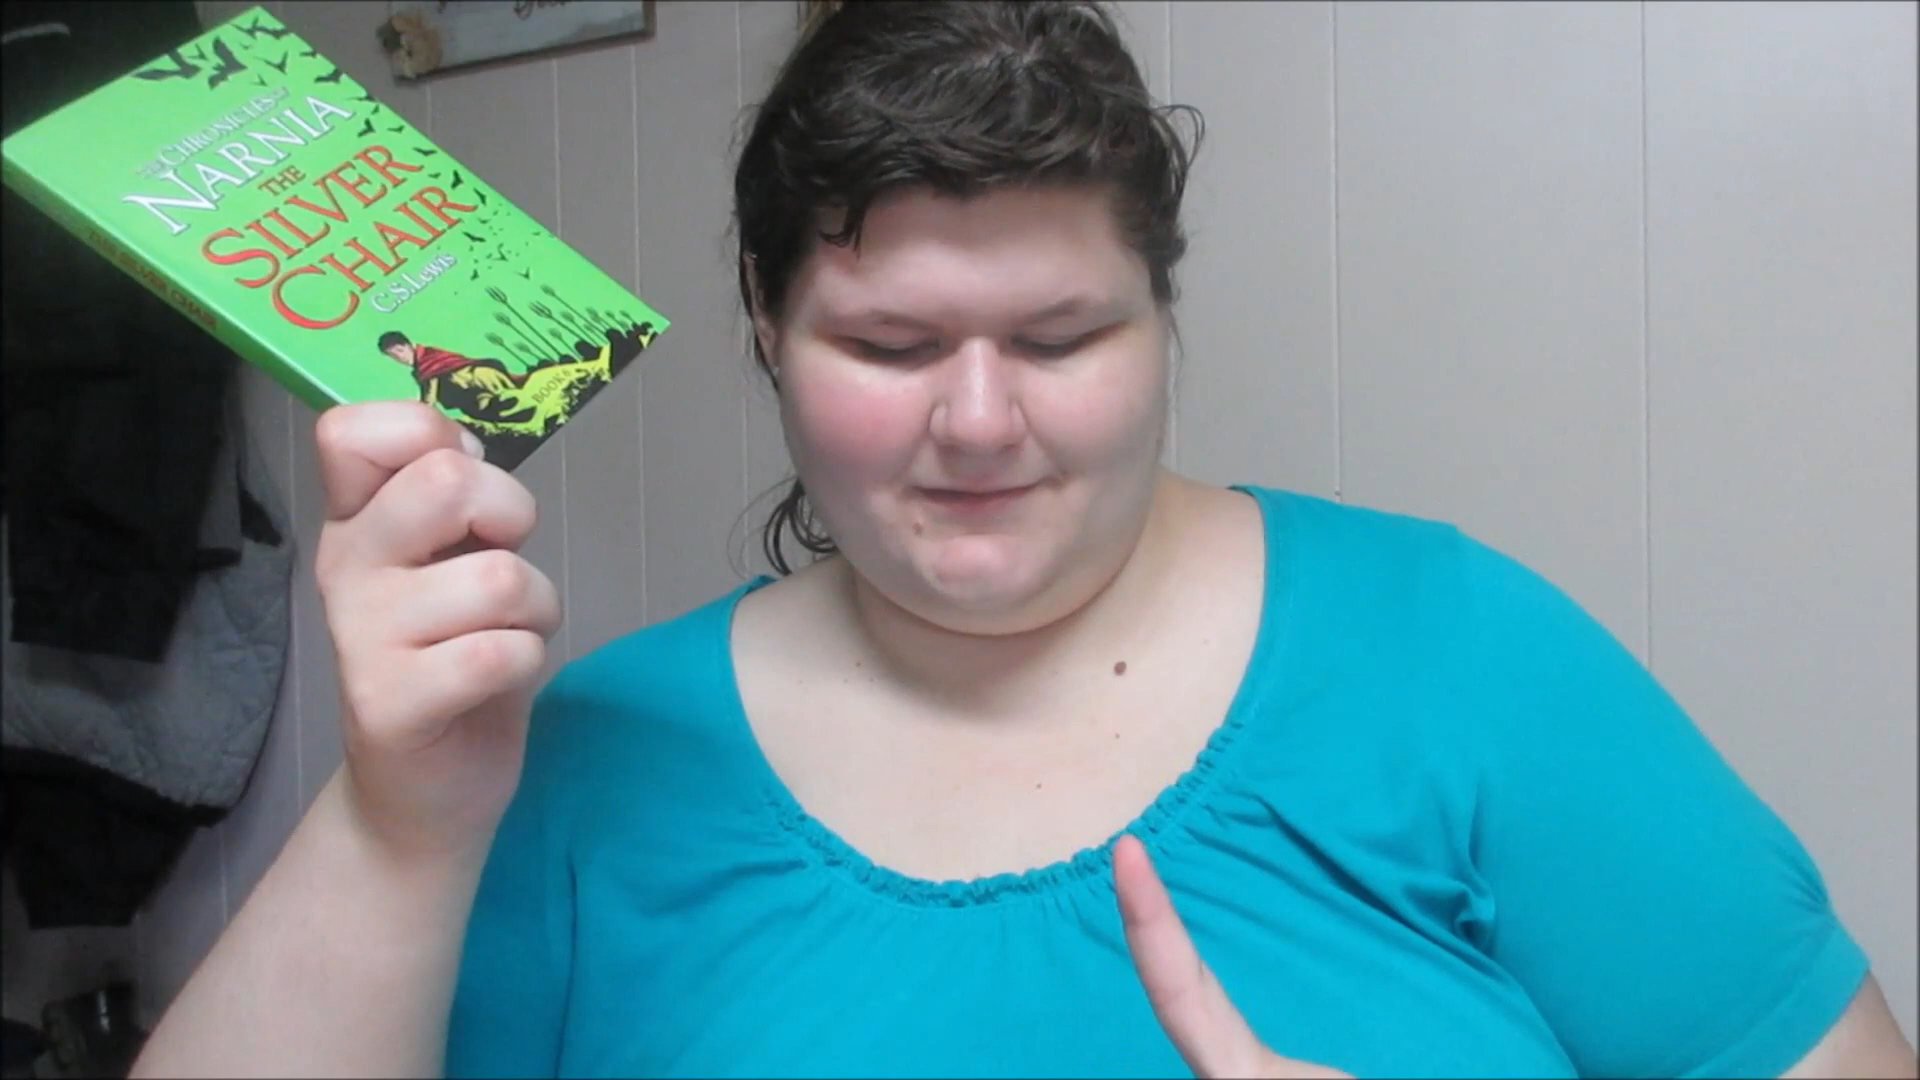 THE CHRONICLES OF
NARNIA
THE
SILVER
CHAIR
C.S.Lewis
BOOK 6
THE SILVER CHAIR